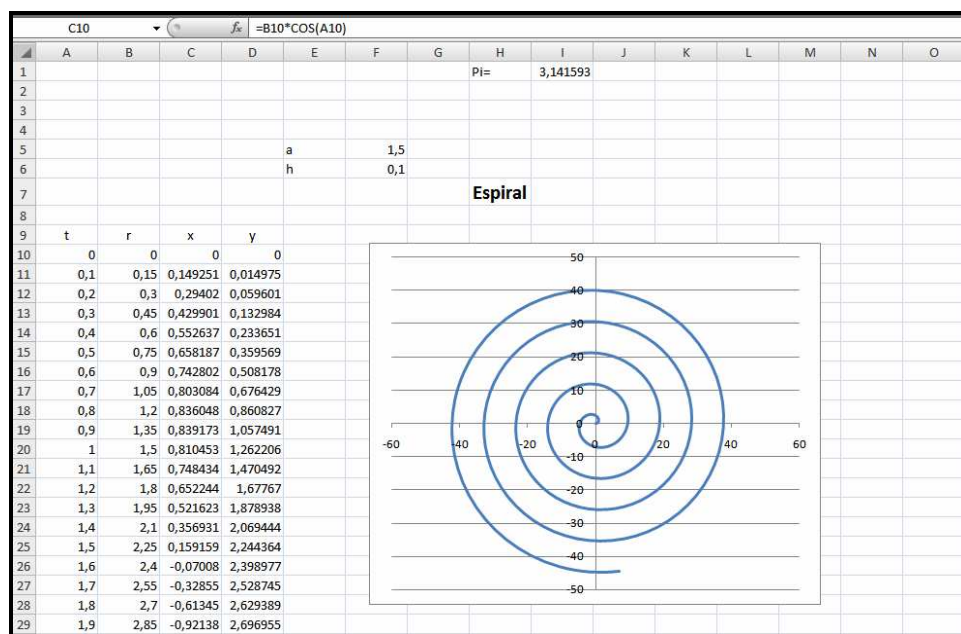 C10 fx =B10*COS(A10)
A B C D E F G H I J K L M N O
1 Pi= 3,141593
2
3
4
5 a 1,5
6 h 0,1
7 Espiral
8
9 t r x y
10 0 0 0 0
11 0,1 0,15 0,149251 0,014975
12 0,2 0,3 0,29402 0,059601
13 0,3 0,45 0,429901 0,132984
14 0,4 0,6 0,552637 0,233651
15 0,5 0,75 0,658187 0,359569
16 0,6 0,9 0,742802 0,508178
17 0,7 1,05 0,803084 0,676429
18 0,8 1,2 0,836048 0,860827
19 0,9 1,35 0,839173 1,057491
20 1 1,5 0,810453 1,262206
21 1,1 1,65 0,748434 1,470492
22 1,2 1,8 0,652244 1,67767
23 1,3 1,95 0,521623 1,878938
24 1,4 2,1 0,356931 2,069444
25 1,5 2,25 0,159159 2,244364
26 1,6 2,4 -0,07008 2,398977
27 1,7 2,55 -0,32855 2,528745
28 1,8 2,7 -0,61345 2,629389
29 1,9 2,85 -0,92138 2,696955
50
40
30
20
10
0
-60 -40 -20 0 20 40 60
-10
-20
-30
-40
-50